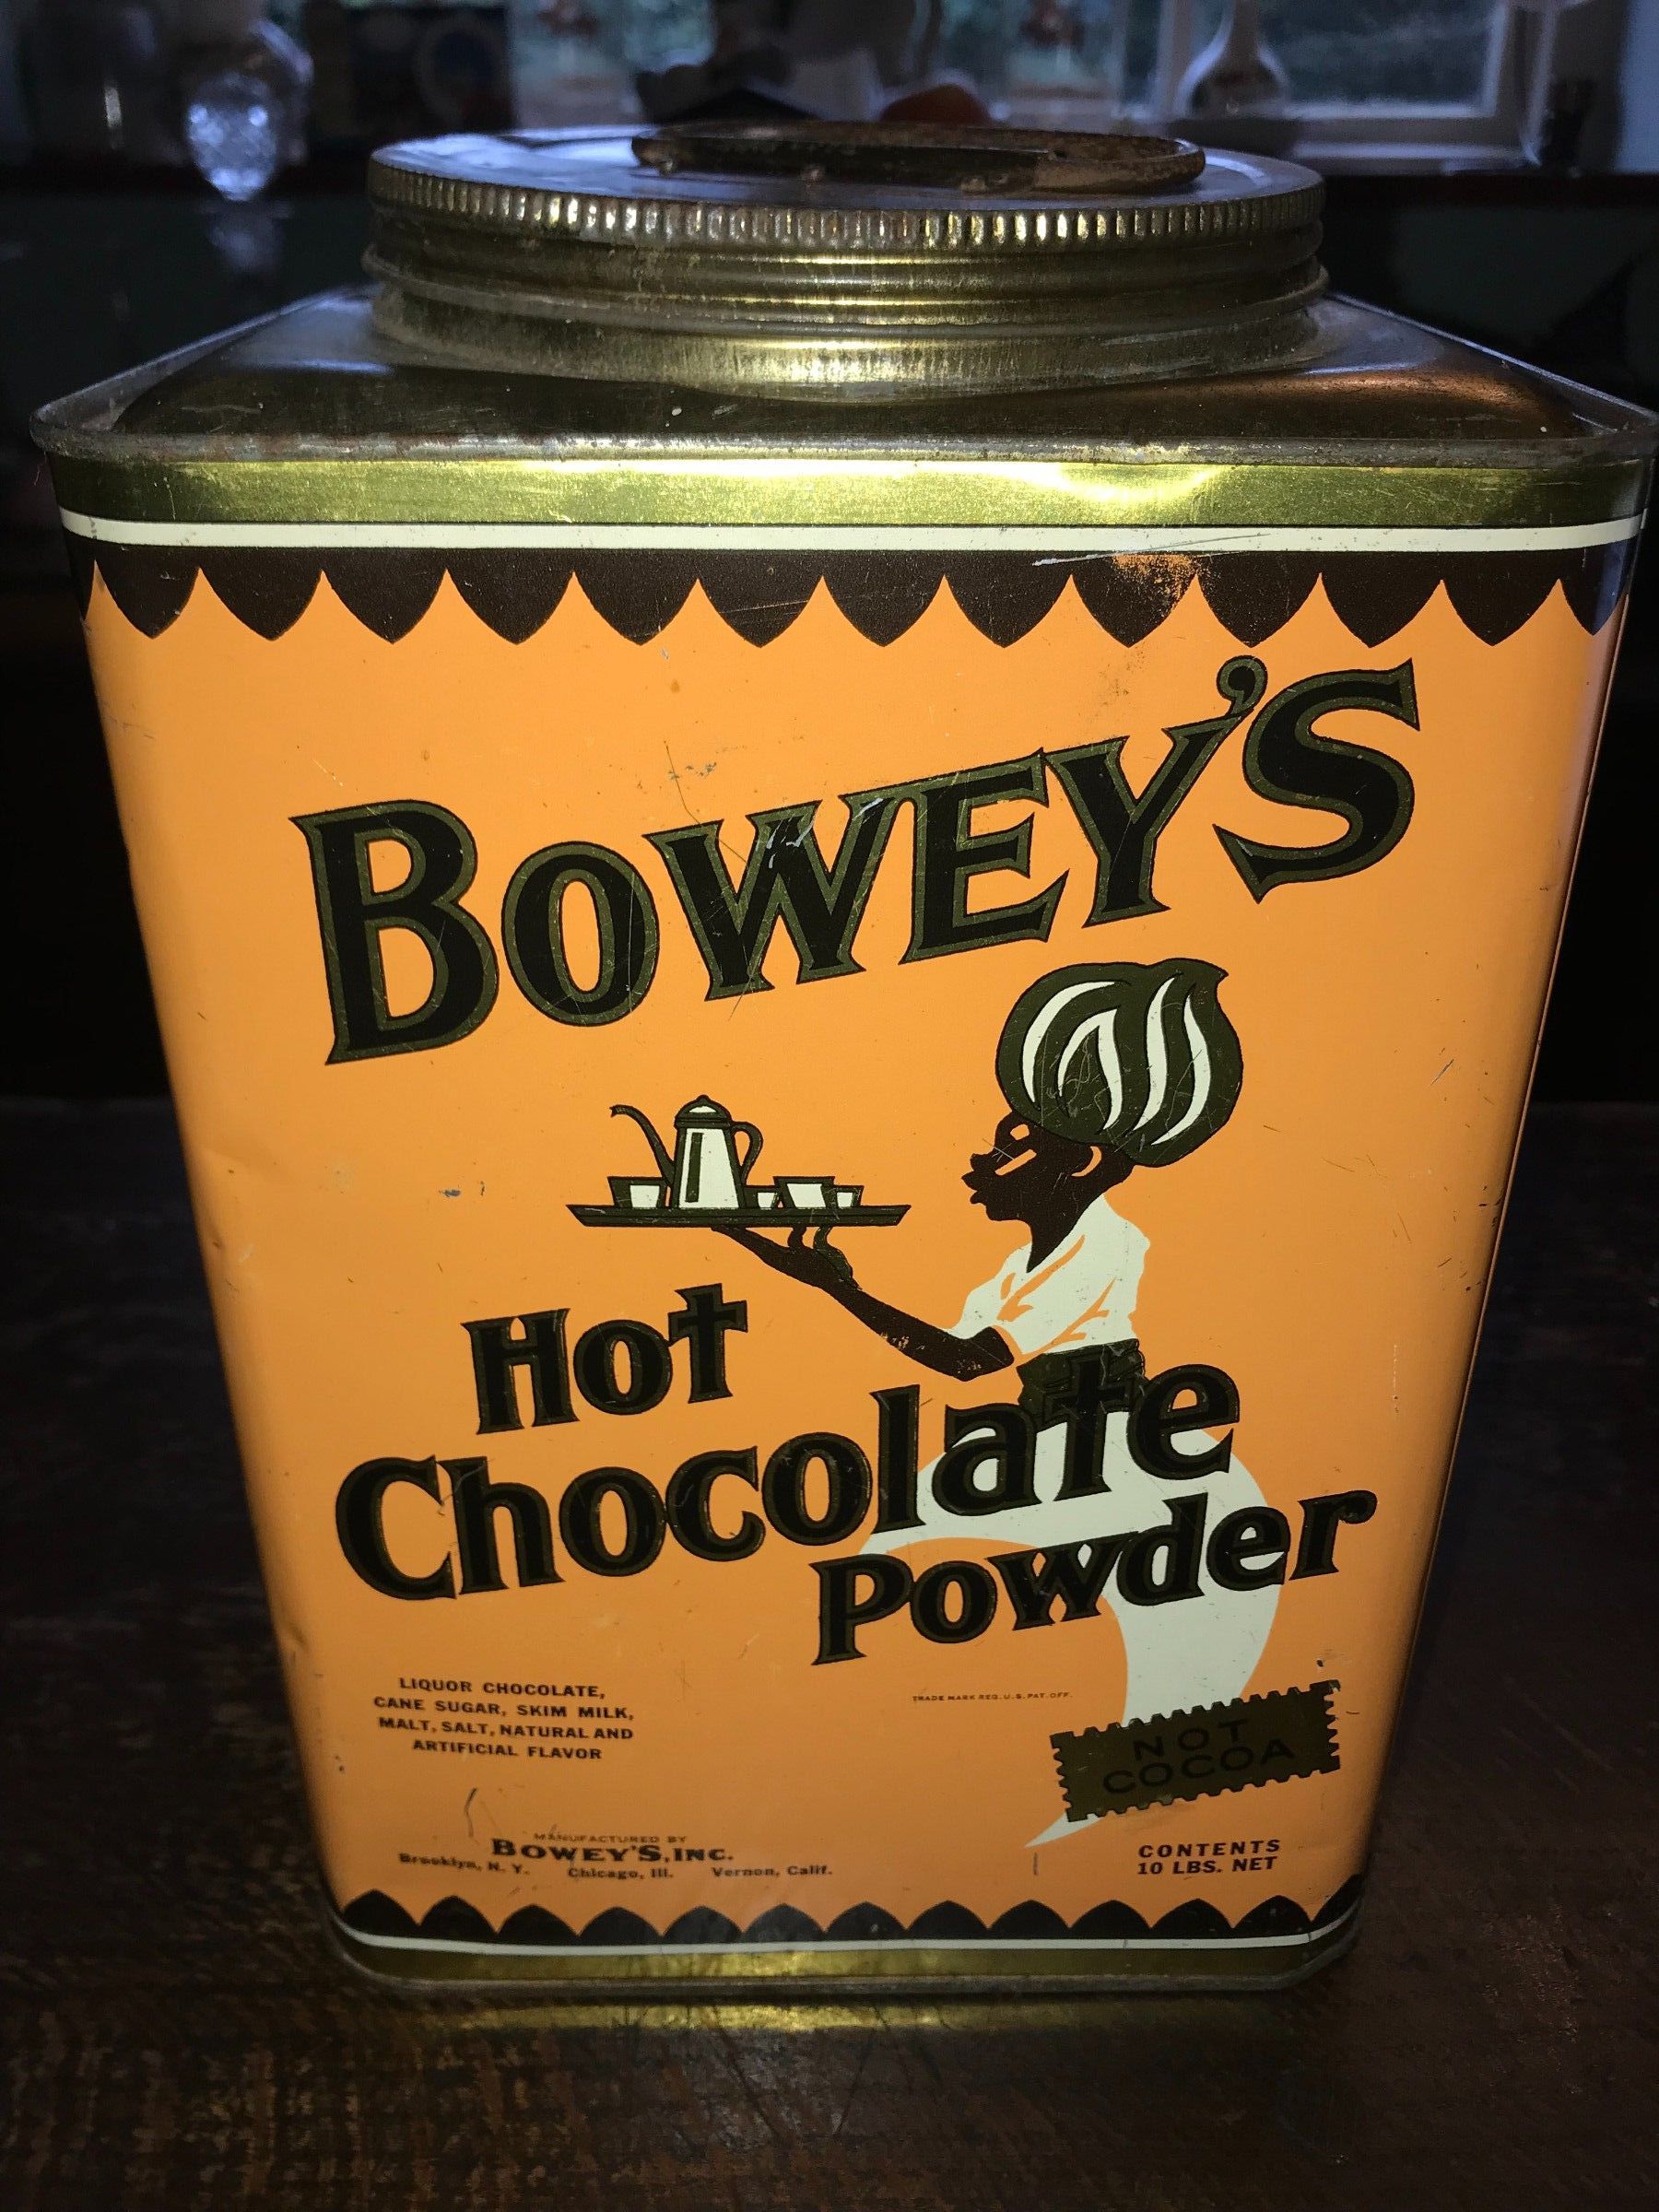 BOWEY'S
Hot
Chocolate
Powder
LIQUOR CHOCOLATE,
CANE SUGAR, SKIM MILK,
MALT, SALT, NATURAL AND
ARTIFICIAL FLAVOR
TRADE MARK REG. U.S. PAT. OFF.
NOT
COCOA
MANUFACTURED BY
BOWEY'S, INC.
Brooklyn, N. Y. Chicago, Ill. Vernon, Calif.
CONTENTS
10 LBS. NET